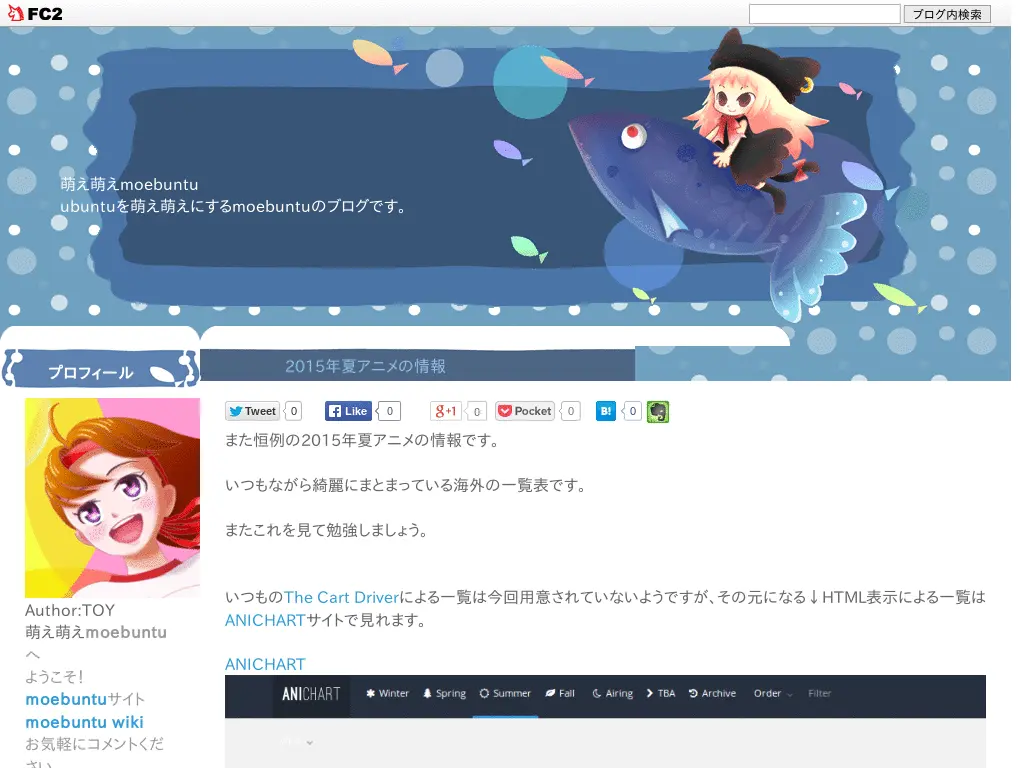 FC2
ブログ内検索
萌え萌えmoebuntu
ubuntuを萌え萌えにするmoebuntuのブログです。
プロフィール
2015年夏アニメの情報
Tweet 0 Like 0 g+1 0 Pocket 0 B! 0
また恒例の2015年夏アニメの情報です。
いつもながら綺麗にまとまっている海外の一覧表です。
またこれを見て勉強しましょう。
いつものThe Cart Driverによる一覧は今回用意されていないようですが、その元になる↓HTML表示による一覧は
ANICHARTサイトで見れます。
ANICHART
ANICHART Winter Spring Summer Fall Airing TBA Archive Order Filter
Author:TOY
萌え萌えmoebuntu
へ
ようこそ!
moebuntuサイト
moebuntu wiki
お気軽にコメントくだ
さい